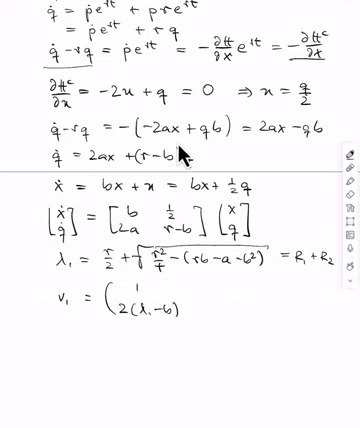 q̇ = ṗe^{rt} + pre^{rt}
= ṗe^{rt} + rq
q̇ - rq = ṗe^{rt} = -∂H/∂x e^{rt} = -∂H^c/∂x
∂H^c/∂u = -2u + q = 0 ⇒ u = q/2
q̇ - rq = -(-2ax + qb) = 2ax - qb
q̇ = 2ax + (r-b)
ẋ = bx + u = bx + ½q
[ẋ q̇] = [b ½ 2a r-b] [x q]
λ₁ = r/2 + √(r²/4 - (rb - a - b²)) = R₁ + R₂
v₁ = (1 2(λ₁-b)